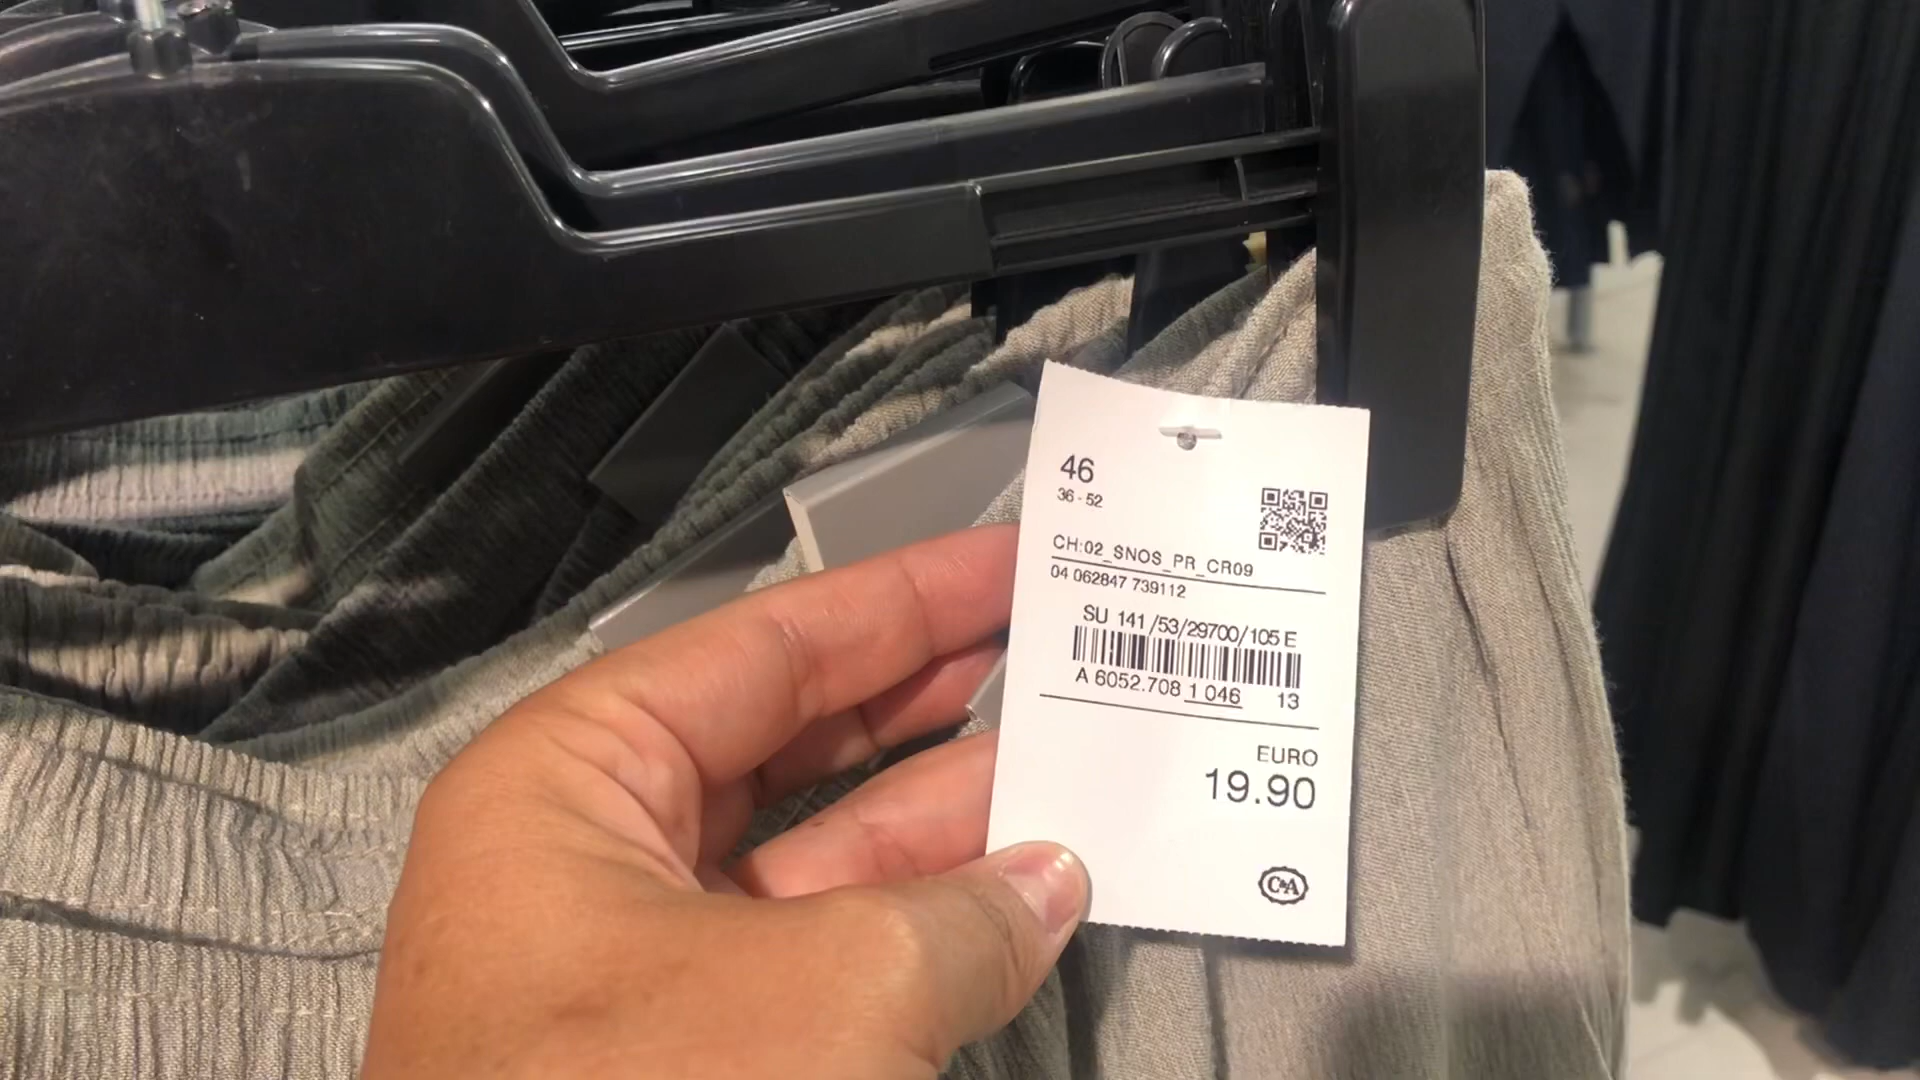 46
36-52
CH:02_SNOS_PR_CR09
04 062847 739112
SU 141/53/29700/105 E
A 6052.708 1 046 13
EURO
19.90
C&A